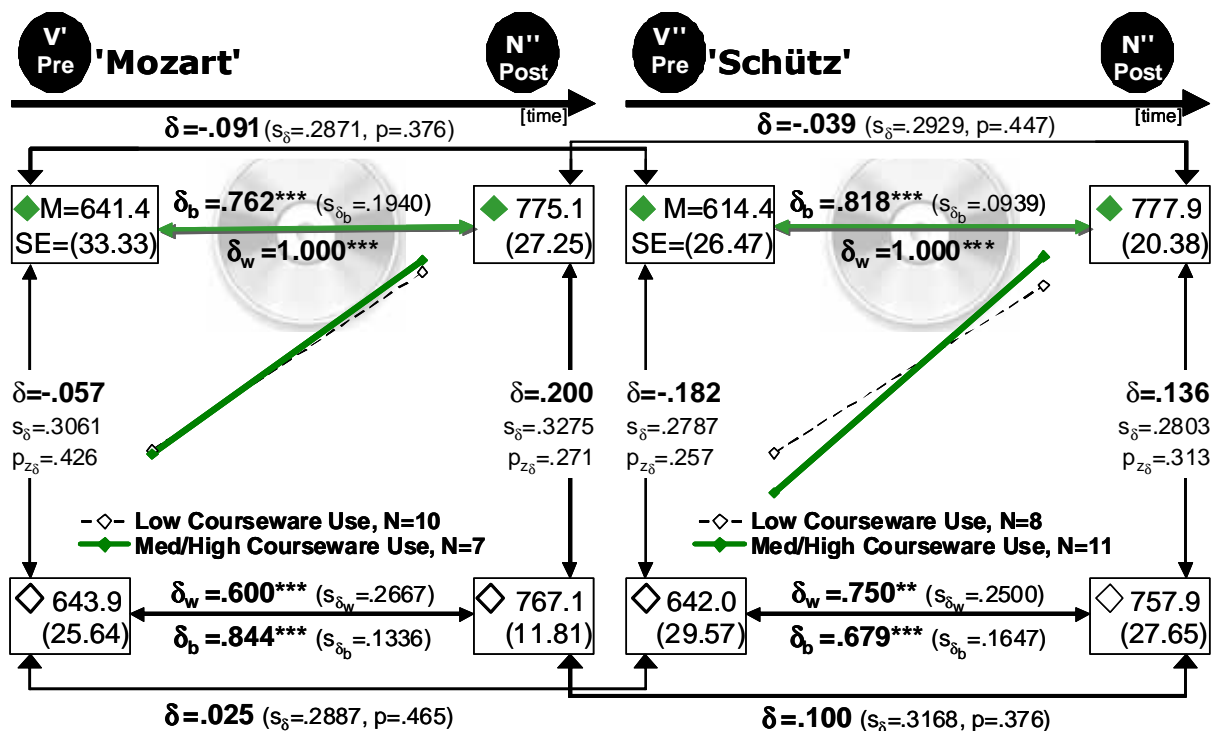 V' Pre 'Mozart' N'' Post V'' Pre 'Schütz' N'' Post
[time] [time]
δ=-.091 (sδ=.2871, p=.376) δ=-.039 (sδ=.2929, p=.447)
M=641.4 δb=.762*** (sδb=.1940) 775.1 M=614.4 δb=.818*** (sδb=.0939) 777.9
SE=(33.33) δw=1.000*** (27.25) SE=(26.47) δw=1.000*** (20.38)
δ=-.057 δ=.200 δ=-.182 δ=.136
sδ=.3061 sδ=.3275 sδ=.2787 sδ=.2803
pzδ=.426 pzδ=.271 pzδ=.257 pzδ=.313
Low Courseware Use, N=10 Low Courseware Use, N=8
Med/High Courseware Use, N=7 Med/High Courseware Use, N=11
643.9 δw=.600*** (sδw=.2667) 767.1 642.0 δw=.750** (sδw=.2500) 757.9
(25.64) δb=.844*** (sδb=.1336) (11.81) (29.57) δb=.679*** (sδb=.1647) (27.65)
δ=.025 (sδ=.2887, p=.465) δ=.100 (sδ=.3168, p=.376)